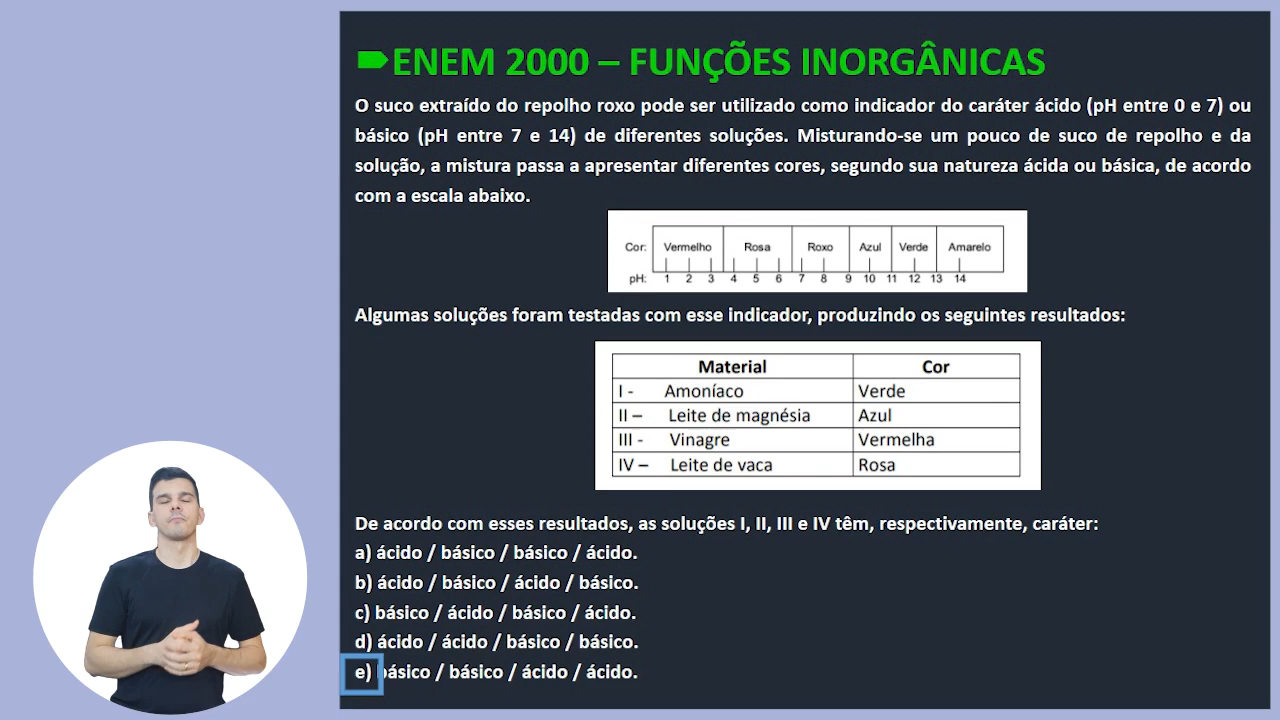 ENEM 2000 – FUNÇÕES INORGÂNICAS
O suco extraído do repolho roxo pode ser utilizado como indicador do caráter ácido (pH entre 0 e 7) ou
básico (pH entre 7 e 14) de diferentes soluções. Misturando-se um pouco de suco de repolho e da
solução, a mistura passa a apresentar diferentes cores, segundo sua natureza ácida ou básica, de acordo
com a escala abaixo.
Cor: Vermelho Rosa Roxo Azul Verde Amarelo
pH: 1 2 3 4 5 6 7 8 9 10 11 12 13 14
Algumas soluções foram testadas com esse indicador, produzindo os seguintes resultados:
Material Cor
I - Amoníaco Verde
II – Leite de magnésia Azul
III - Vinagre Vermelha
IV – Leite de vaca Rosa
De acordo com esses resultados, as soluções I, II, III e IV têm, respectivamente, caráter:
a) ácido / básico / básico / ácido.
b) ácido / básico / ácido / básico.
c) básico / ácido / básico / ácido.
d) ácido / ácido / básico / básico.
e) básico / básico / ácido / ácido.